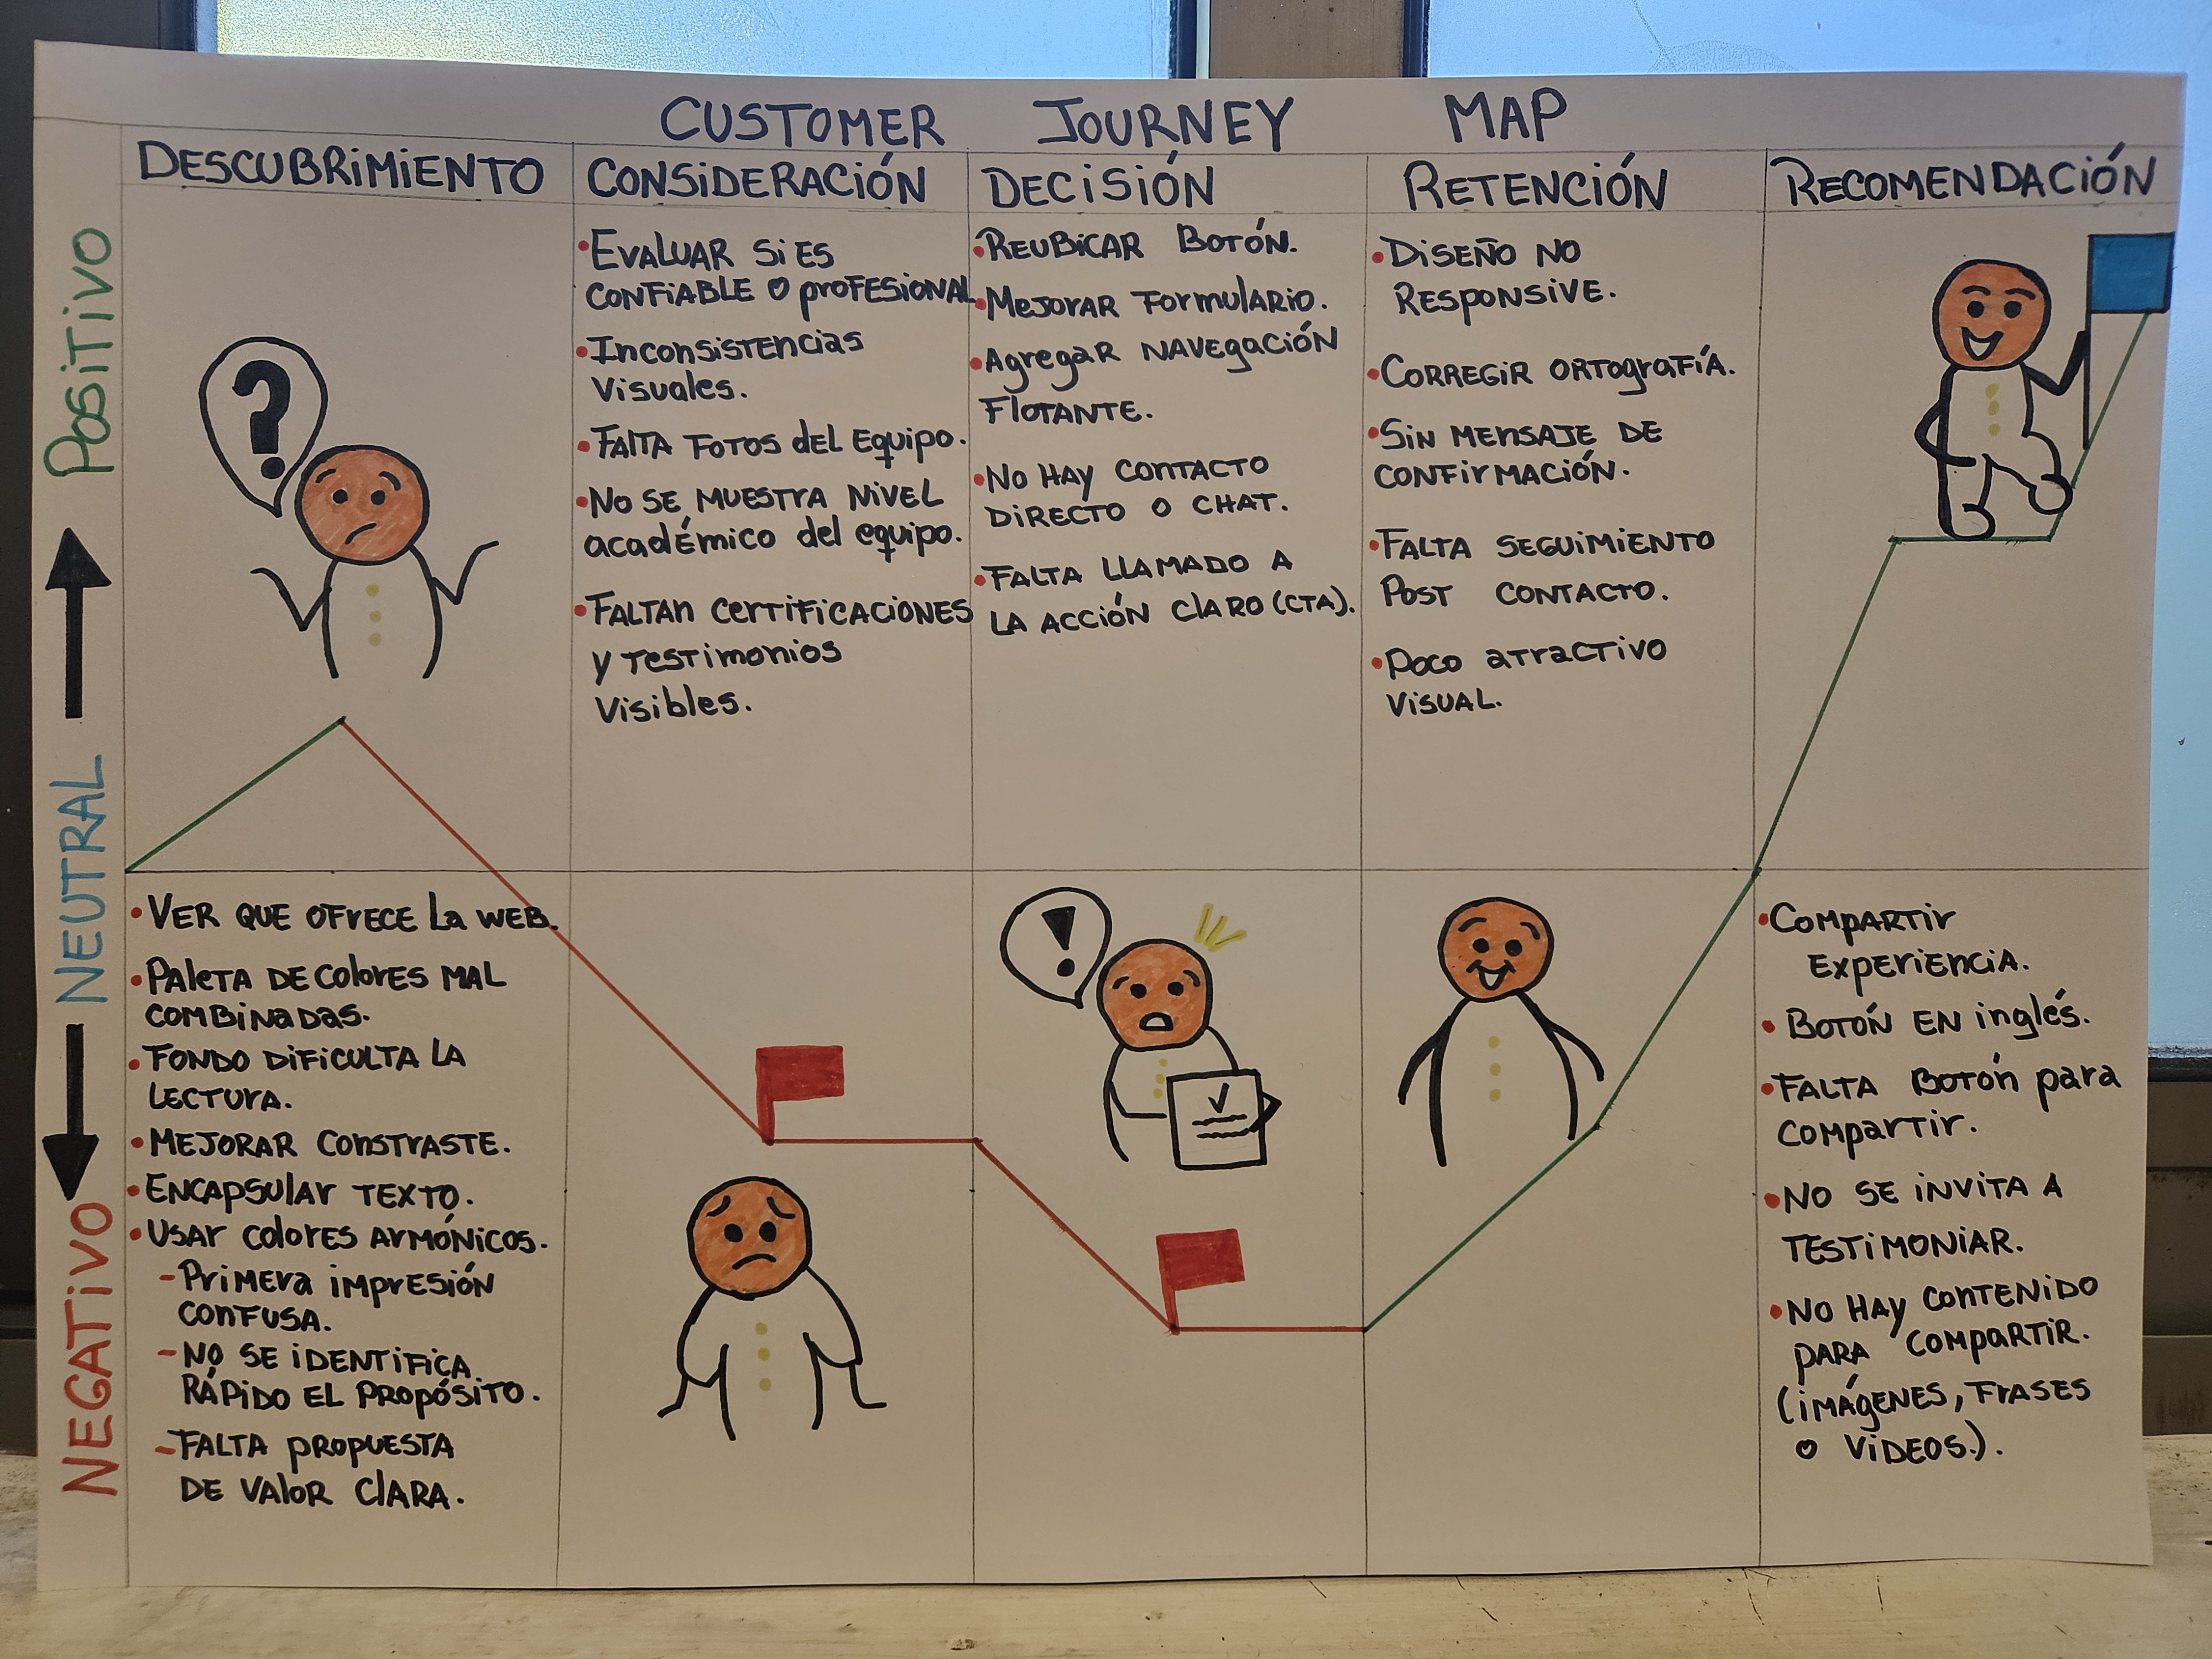 CUSTOMER JOURNEY MAP
POSITIVO
NEUTRAL
NEGATIVO
DESCUBRIMIENTO
• VER QUE OFRECE La WEB.
• PALETA DE COLORES MAL
COMBINADAS.
• FONDO DIFICULTA LA
LECTURA.
• MEJORAR CONSTRASTE.
• ENCAPSULAR TEXTO.
• USAR COLORES ARMÓNICOS.
- PRIMERA IMPRESIÓN
CONFUSA.
- NO SE IDENTIFICA
RÁPIDO EL PROPÓSITO.
- FALTA PROPUESTA
DE VALOR CLARA.
CONSIDERACIÓN
• EVALUAR SI ES
CONFIABLE O PROFESIONAL
• Inconsistencias
Visuales.
• FALTA FOTOS del Equipo.
• NO SE MUESTRA NIVEL
académico del equipo.
• FALTAN CERTIFICACIONES
y TESTIMONIOS
Visibles.
DECISIÓN
• REUBICAR BOTÓN.
• MEJORAR FORMULARIO.
• Agregar NAVEgACIÓN
FLOTANTE.
• NO HAY CONTACTO
DIRECTO O CHAT.
• FALTA LLAMADO A
LA ACCIÓN CLARO (CTA).
RETENCIÓN
• DISEÑO NO
RESPONSIVE.
• CORREGIR ORTOgRAFÍA.
• SIN MENSAJE DE
CONFIRMACIÓN.
• FALTA SEGUIMIENTO
POST CONTACTO.
• POCO ATRACTIVO
VISUAL.
RECOMENDACIÓN
• COMPARTIR
EXPERIENCIA.
• BOTÓN EN inglés.
• FALTA BOTÓN para
COMPARTIR.
• NO SE INVITA A
TESTIMONIAR.
• NO HAY CONTENIDO
PARA COMPARTIR.
(IMÁGENES, FRASES
O VIDEOS.).
?
!